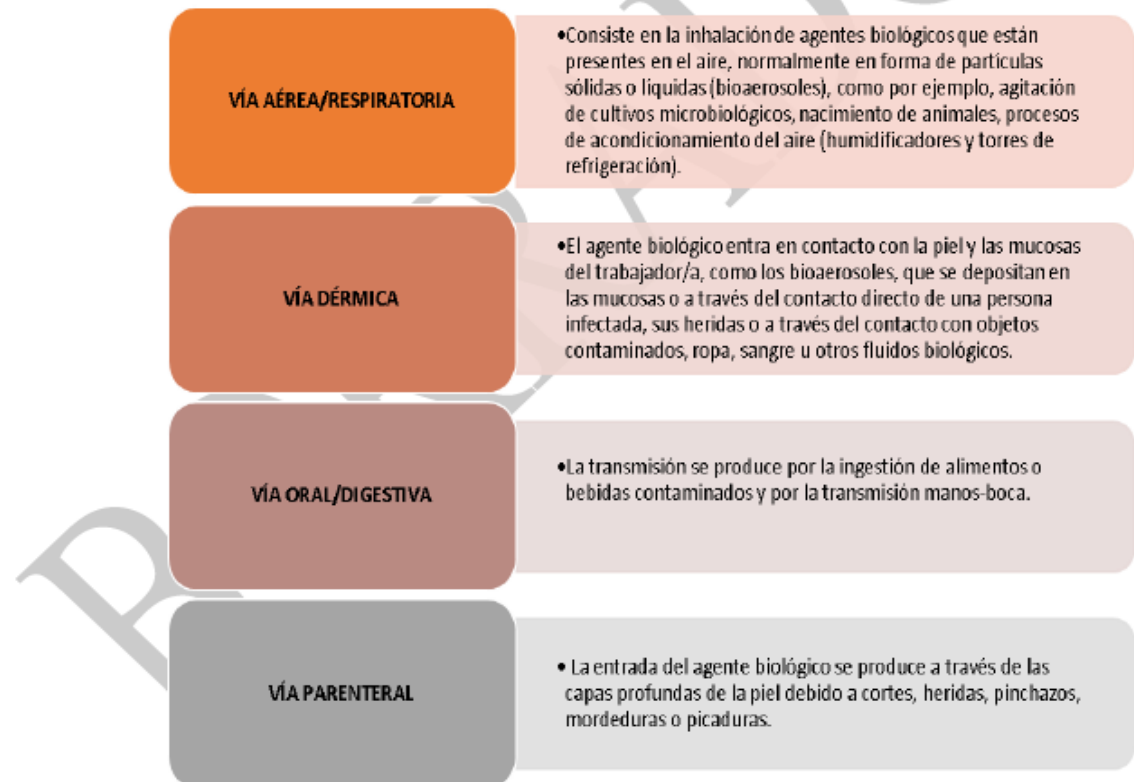 VÍA AÉREA/RESPIRATORIA
•Consiste en la inhalación de agentes biológicos que están
presentes en el aire, normalmente en forma de partículas
sólidas o líquidas (bioaerosoles), como por ejemplo, agitación
de cultivos microbiológicos, nacimiento de animales, procesos
de acondicionamiento del aire (humidificadores y torres de
refrigeración).
VÍA DÉRMICA
•El agente biológico entra en contacto con la piel y las mucosas
del trabajador/a, como los bioaerosoles, que se depositan en
las mucosas o a través del contacto directo de una persona
infectada, sus heridas o a través del contacto con objetos
contaminados, ropa, sangre u otros fluidos biológicos.
VÍA ORAL/DIGESTIVA
•La transmisión se produce por la ingestión de alimentos o
bebidas contaminados y por la transmisión manos-boca.
VÍA PARENTERAL
• La entrada del agente biológico se produce a través de las
capas profundas de la piel debido a cortes, heridas, pinchazos,
mordeduras o picaduras.